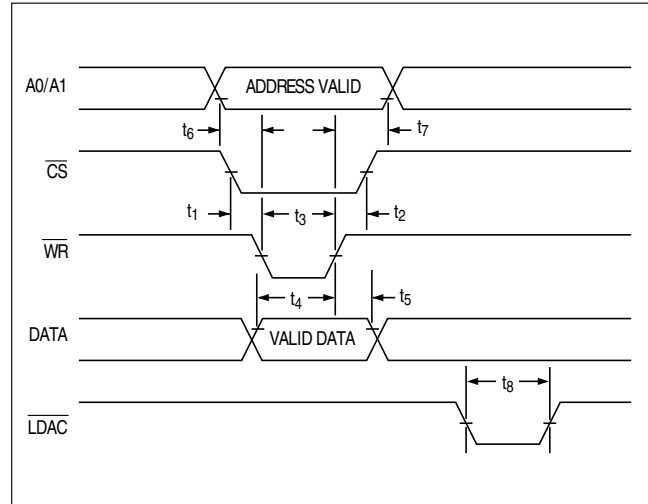 A0/A1
ADDRESS VALID
t6
t7
CS
t1
t3
t2
WR
t4
t5
DATA
VALID DATA
t8
LDAC